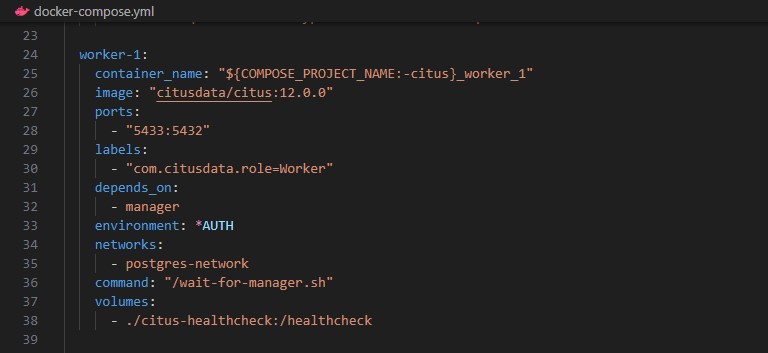 docker-compose.yml
23
24 worker-1:
25 container_name: "${COMPOSE_PROJECT_NAME:-citus}_worker_1"
26 image: "citusdata/citus:12.0.0"
27 ports:
28 - "5433:5432"
29 labels:
30 - "com.citusdata.role=Worker"
31 depends_on:
32 - manager
33 environment: *AUTH
34 networks:
35 - postgres-network
36 command: "/wait-for-manager.sh"
37 volumes:
38 - ./citus-healthcheck:/healthcheck
39